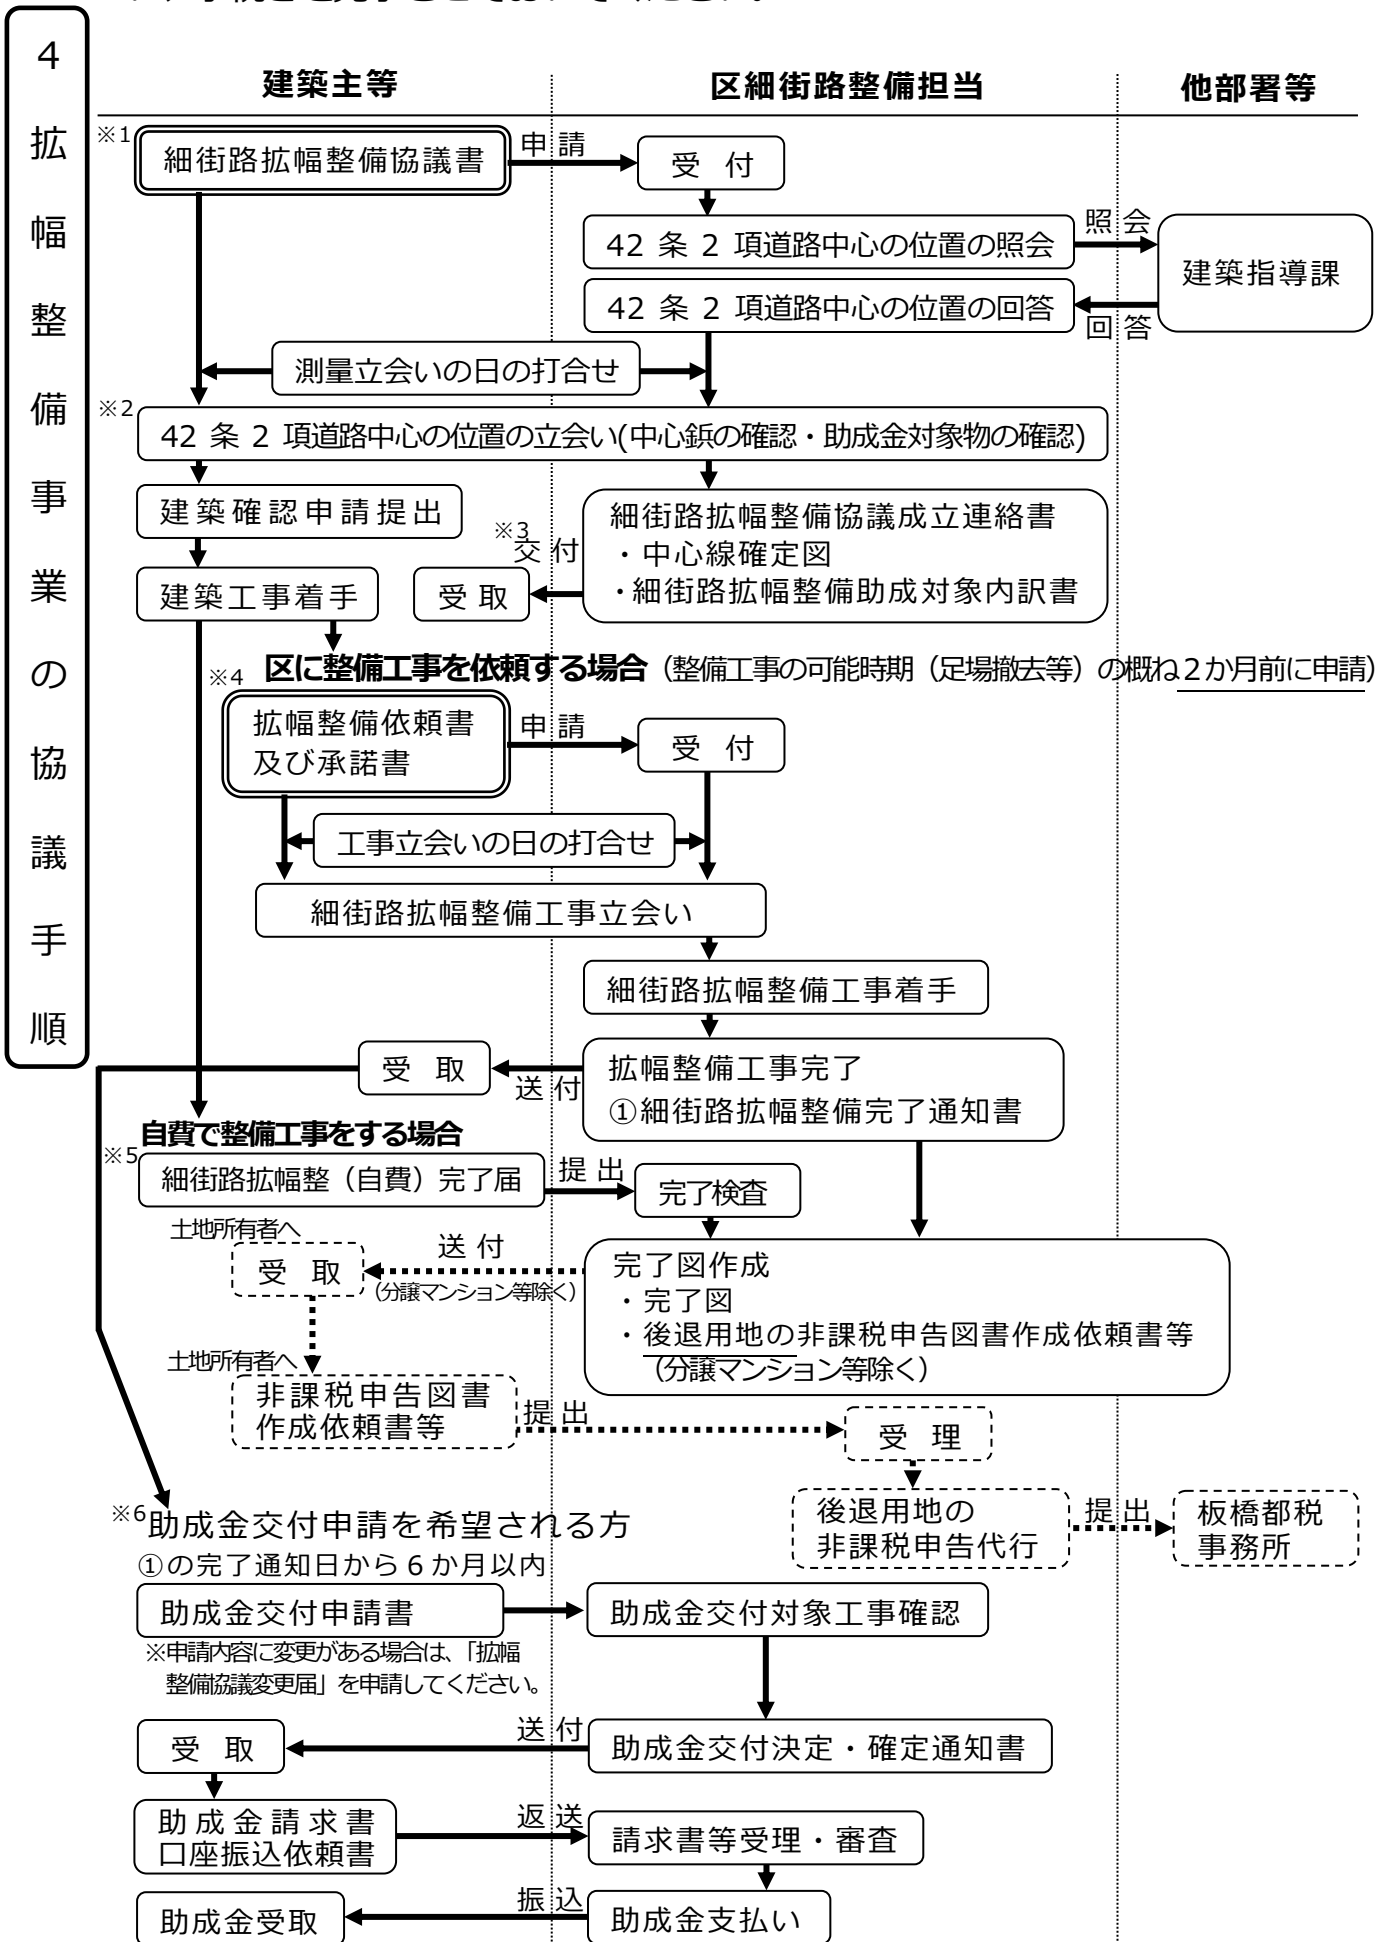 4 拡幅整備事業の協議手順
建築主等
区細街路整備担当
他部署等
※1
細街路拡幅整備協議書
申請
受 付
42 条 2 項道路中心の位置の照会
照会
建築指導課
42 条 2 項道路中心の位置の回答
回答
測量立会いの日の打合せ
※2
42 条 2 項道路中心の位置の立会い(中心鋲の確認・助成金対象物の確認)
建築確認申請提出
細街路拡幅整備協議成立連絡書
・中心線確定図
・細街路拡幅整備助成対象内訳書
※3
交付
建築工事着手
受取
区に整備工事を依頼する場合（整備工事の可能時期（足場撤去等）の概ね２か月前に申請）
※4
拡幅整備依頼書
及び承諾書
申請
受 付
工事立会いの日の打合せ
細街路拡幅整備工事立会い
細街路拡幅整備工事着手
拡幅整備工事完了
①細街路拡幅整備完了通知書
送付
受 取
自費で整備工事をする場合
※5
細街路拡幅整（自費）完了届
提出
完了検査
土地所有者へ
受 取
送付
（分譲マンション等除く）
完了図作成
・完了図
・後退用地の非課税申告図書作成依頼書等
（分譲マンション等除く）
土地所有者へ
非課税申告図書
作成依頼書等
提出
受 理
後退用地の
非課税申告代行
提出
板橋都税
事務所
※6助成金交付申請を希望される方
①の完了通知日から６か月以内
助成金交付申請書
助成金交付対象工事確認
※申請内容に変更がある場合は、「拡幅
整備協議変更届」を申請してください。
受 取
送付
助成金交付決定・確定通知書
助成金請求書
口座振込依頼書
返送
請求書等受理・審査
助成金受取
振込
助成金支払い